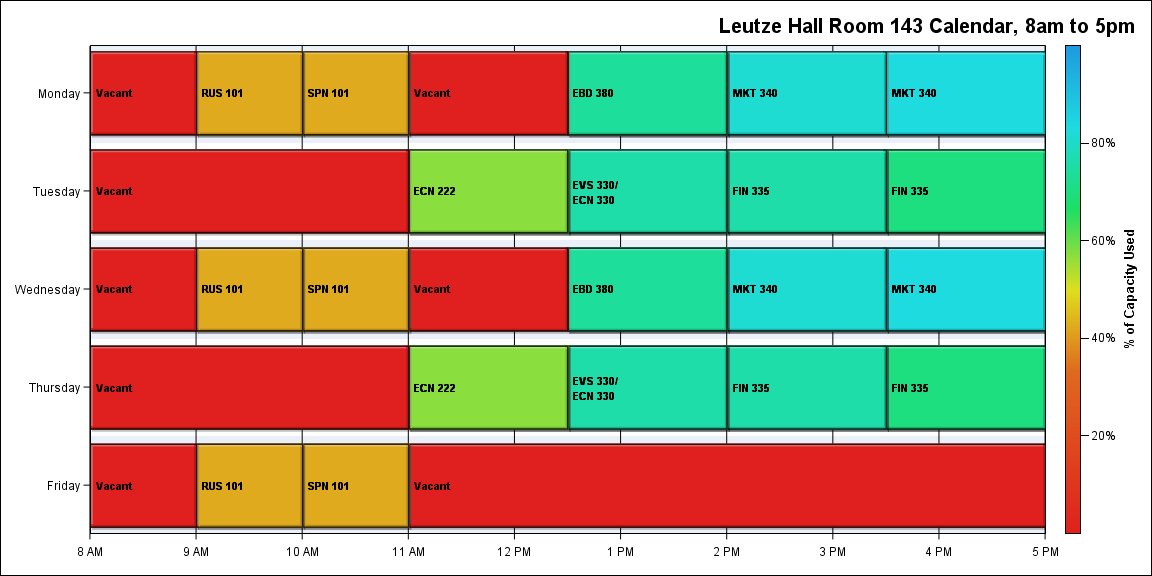 Leutze Hall Room 143 Calendar, 8am to 5pm
Monday
Vacant
RUS 101
SPN 101
Vacant
EBD 380
MKT 340
MKT 340
Tuesday
Vacant
ECN 222
EVS 330/
ECN 330
FIN 335
FIN 335
Wednesday
Vacant
RUS 101
SPN 101
Vacant
EBD 380
MKT 340
MKT 340
Thursday
Vacant
ECN 222
EVS 330/
ECN 330
FIN 335
FIN 335
Friday
Vacant
RUS 101
SPN 101
Vacant
8 AM
9 AM
10 AM
11 AM
12 PM
1 PM
2 PM
3 PM
4 PM
5 PM
80%
60%
40%
20%
% of Capacity Used